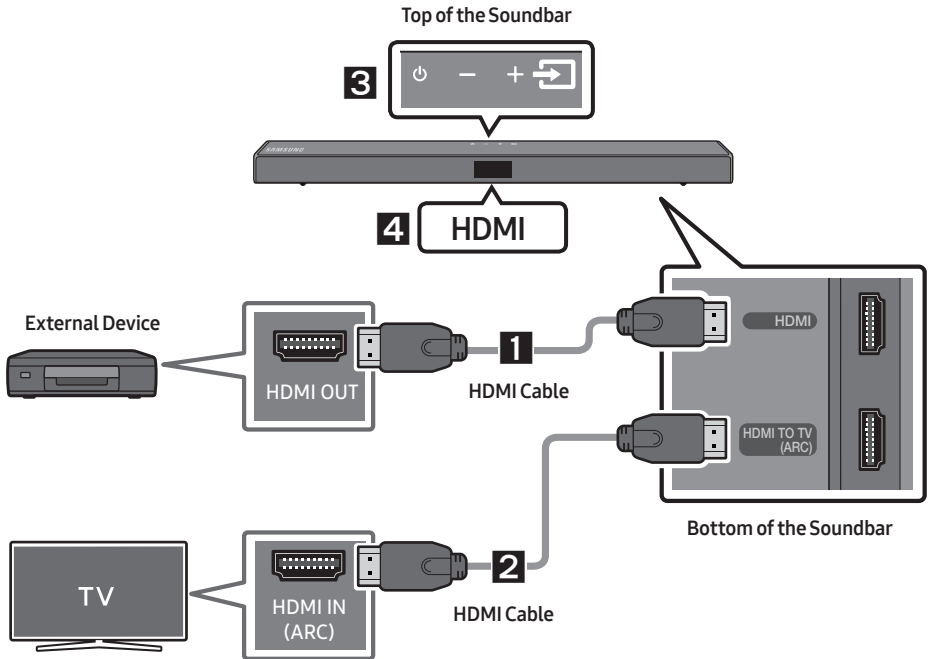 Top of the Soundbar
3
SAMSUNG
4
HDMI
External Device
HDMI OUT
1
HDMI Cable
HDMI
HDMI TO TV
(ARC)
Bottom of the Soundbar
TV
HDMI IN
(ARC)
2
HDMI Cable